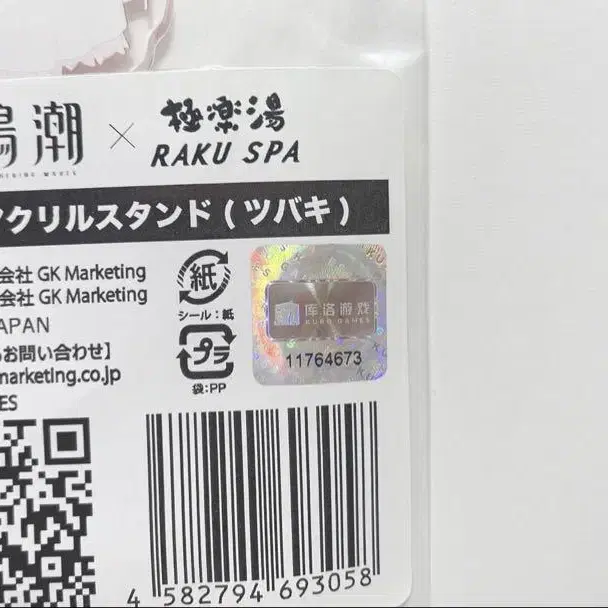 鳴潮 × 極楽湯
RAKU SPA
クリルスタンド(ツバキ)
会社 GK Marketing
会社 GK Marketing
JAPAN
お問い合わせ】
marketing.co.jp
ES
紙
シール:紙
プラ
袋:PP
库洛游戏
KURO GAMES
11764673
4 582794 693058